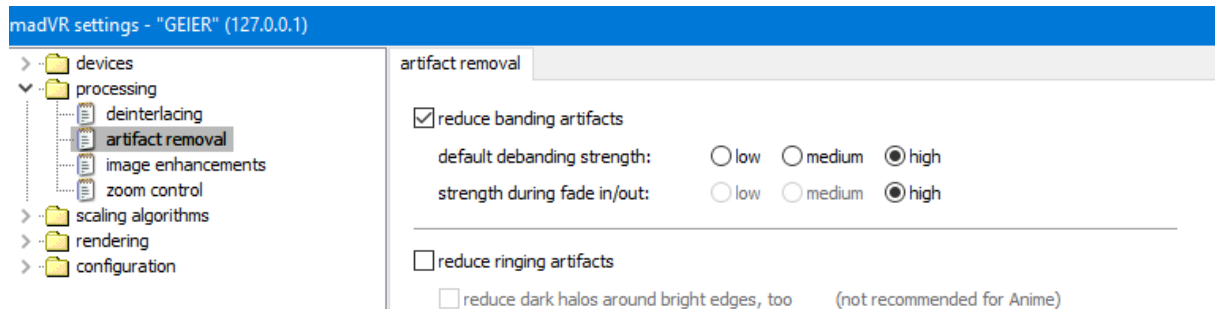 madVR settings - "GEIER" (127.0.0.1)
devices
processing
deinterlacing
artifact removal
image enhancements
zoom control
scaling algorithms
rendering
configuration
artifact removal
reduce banding artifacts
default debanding strength: low medium high
strength during fade in/out: low medium high
reduce ringing artifacts
reduce dark halos around bright edges, too (not recommended for Anime)